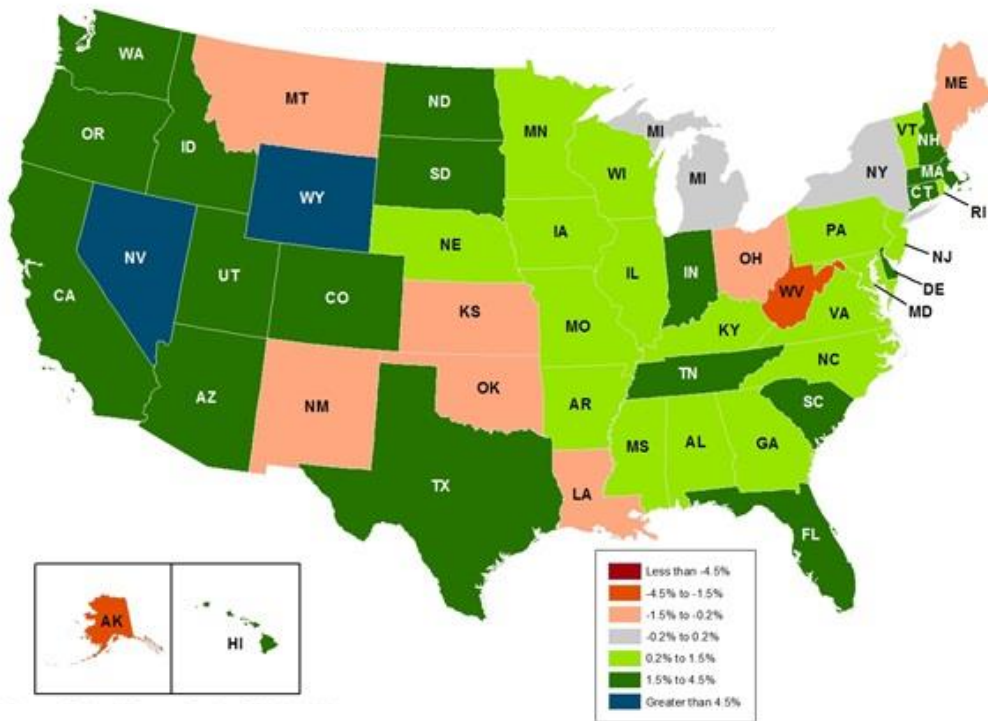 WA
MT
ND
ME
OR
ID
MN
MI
VT
NH
SD
WY
WI
MI
NY
MA
CT
RI
NE
IA
PA
NV
UT
CO
IL
IN
OH
NJ
CA
KS
MO
WV
DE
MD
KY
VA
AZ
NM
OK
TN
NC
AR
SC
MS
AL
GA
TX
LA
FL
AK
HI
Less than -4.5%
-4.5% to -1.5%
-1.5% to -0.2%
-0.2% to 0.2%
0.2% to 1.5%
1.5% to 4.5%
Greater than 4.5%